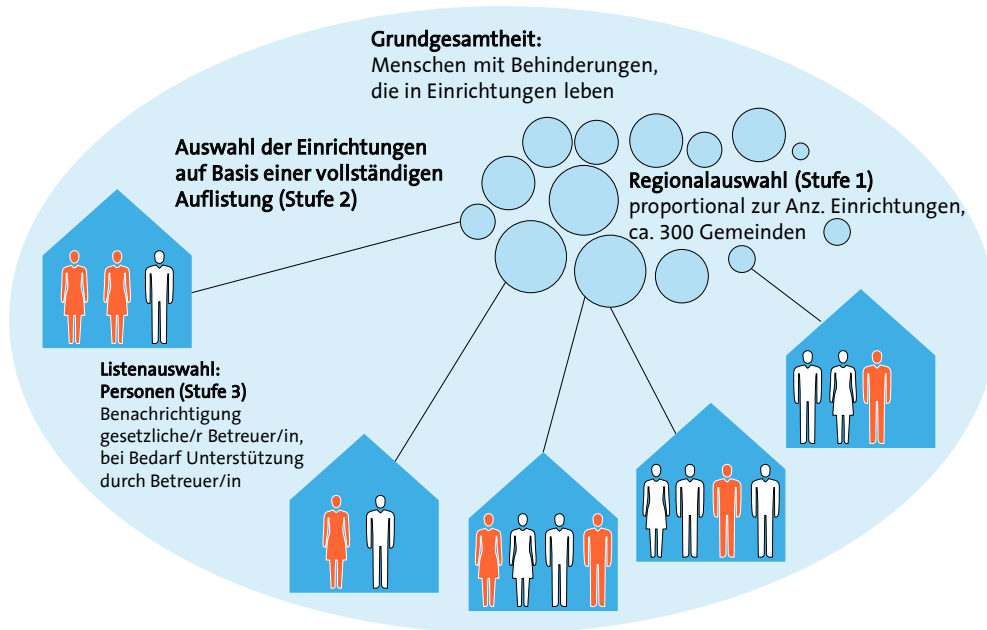 Grundgesamtheit:
Menschen mit Behinderungen,
die in Einrichtungen leben
Auswahl der Einrichtungen
auf Basis einer vollständigen
Auflistung (Stufe 2)
Regionalauswahl (Stufe 1)
proportional zur Anz. Einrichtungen,
ca. 300 Gemeinden
Listenauswahl:
Personen (Stufe 3)
Benachrichtigung
gesetzliche/r Betreuer/in,
bei Bedarf Unterstützung
durch Betreuer/in